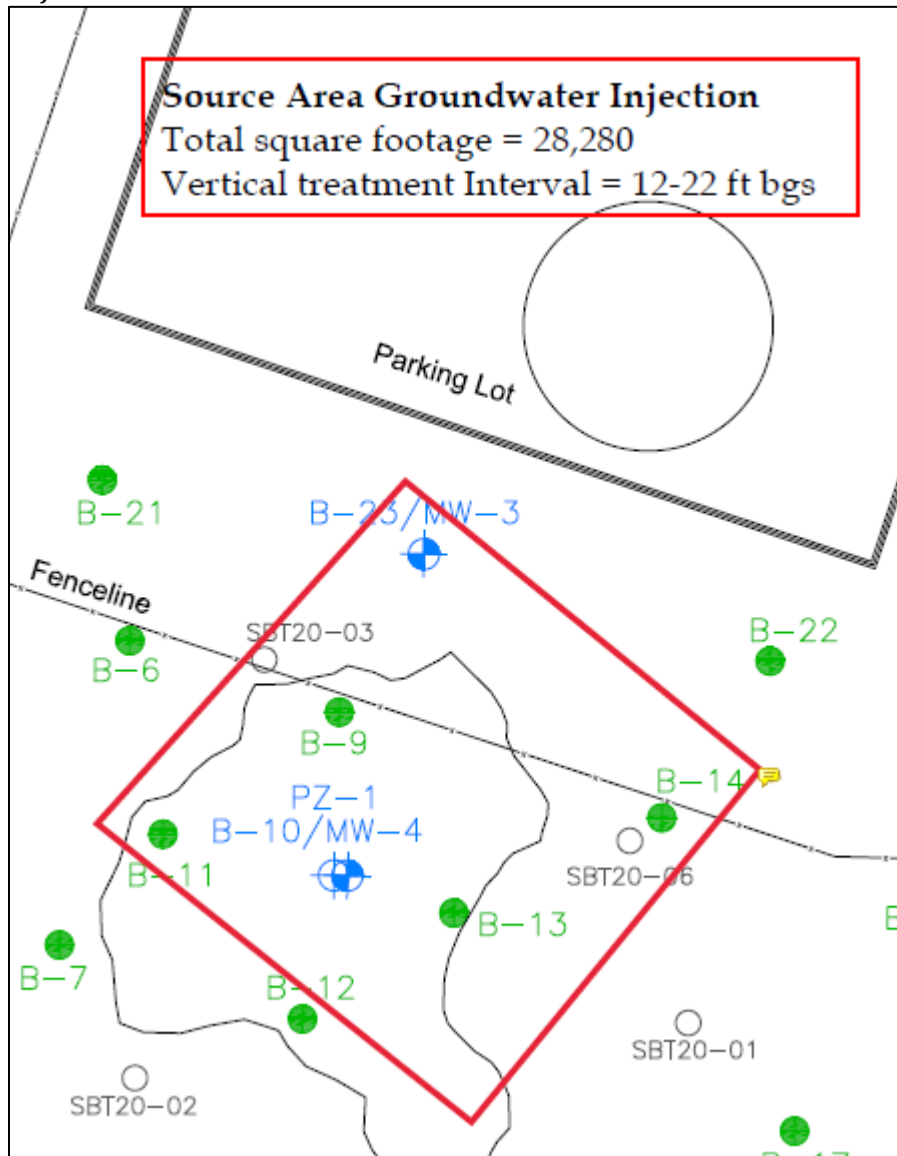 Source Area Groundwater Injection
Total square footage = 28,280
Vertical treatment Interval = 12-22 ft bgs
Parking Lot
B-21
B-23/MW-3
Fenceline
SBT20-03
B-22
B-6
B-9
B-14
PZ-1
B-10/MW-4
B-11
SBT20-06
B-13
B-7
B-12
SBT20-01
SBT20-02